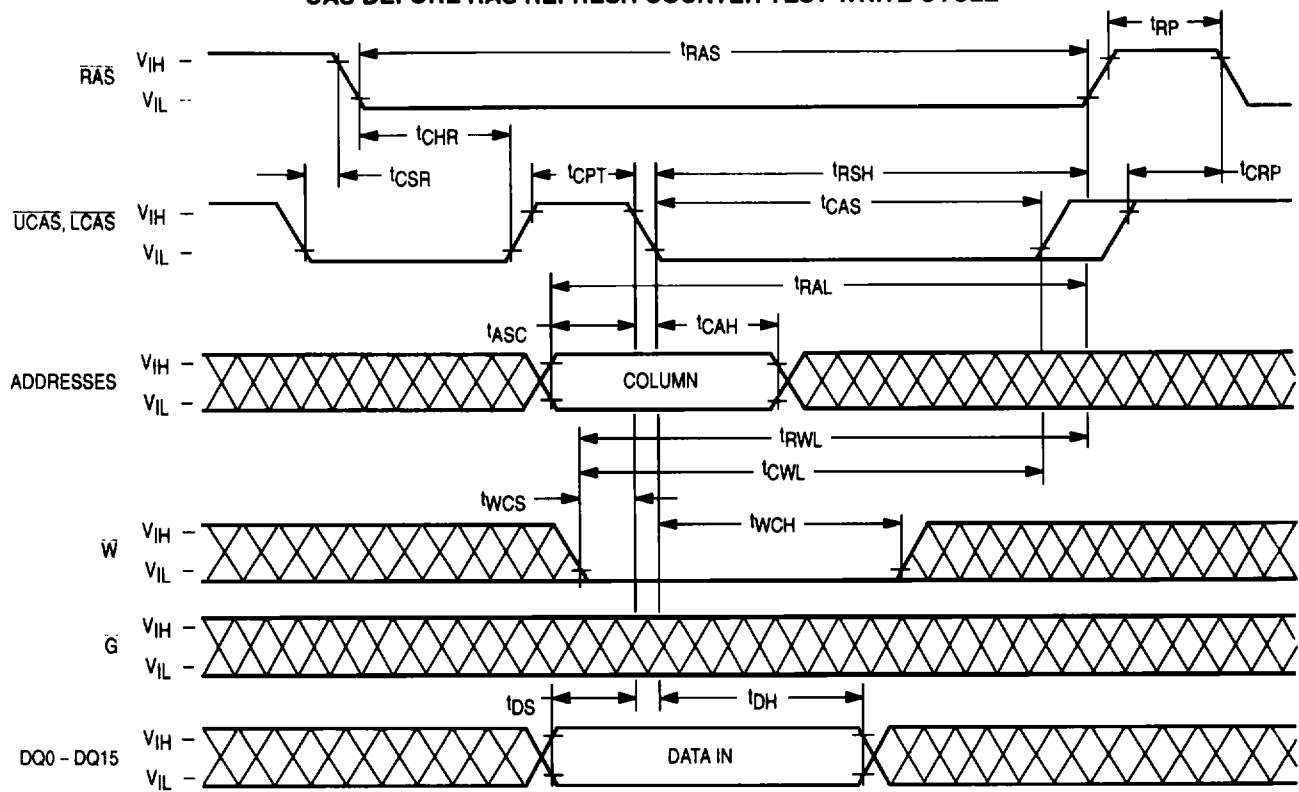 CAS BEFORE RAS REFRESH COUNTER TEST WRITE CYCLE
tRP
tRAS
RAS
VIH –
VIL --
tCHR
tCSR
tCPT
tRSH
tCRP
tCAS
UCAS, LCAS
VIH –
VIL –
tRAL
tASC
tCAH
ADDRESSES
VIH –
VIL –
COLUMN
tRWL
tCWL
tWCS
tWCH
W
VIH –
VIL –
G
VIH –
VIL –
tDS
tDH
DQ0 – DQ15
VIH –
VIL –
DATA IN